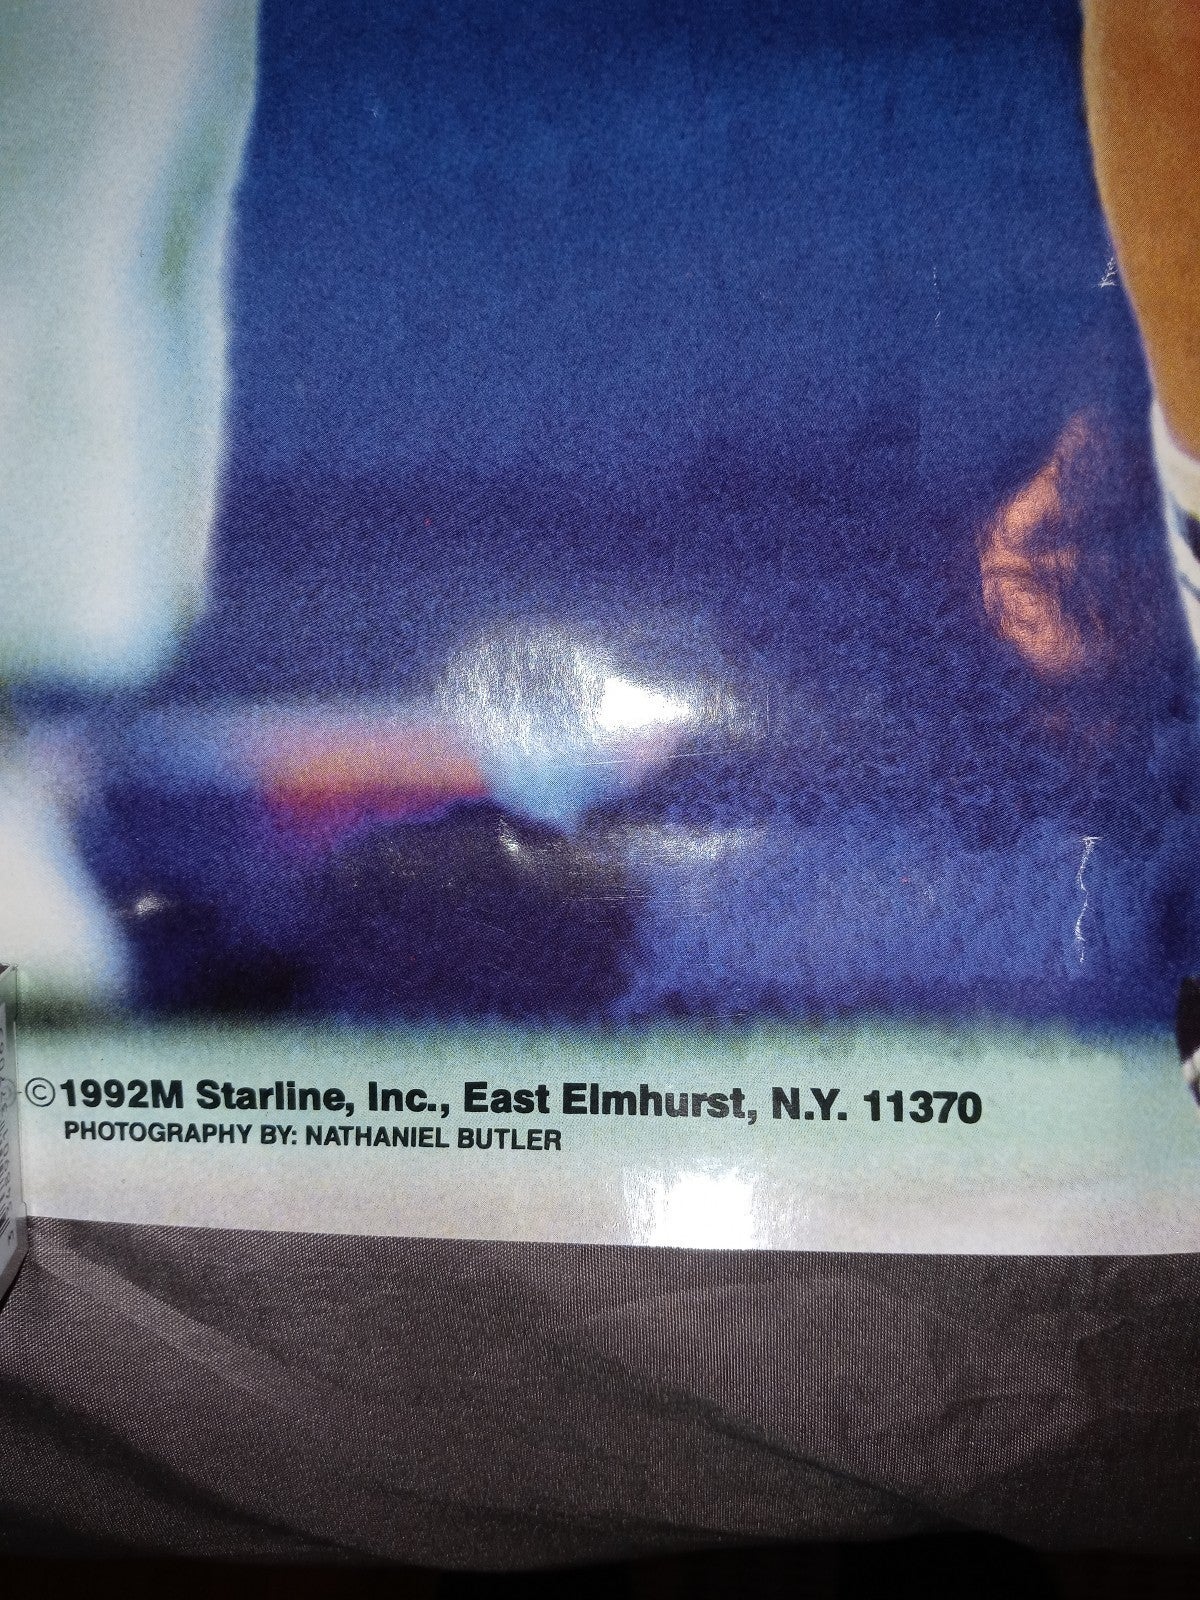 ©1992M Starline, Inc., East Elmhurst, N.Y. 11370
PHOTOGRAPHY BY: NATHANIEL BUTLER